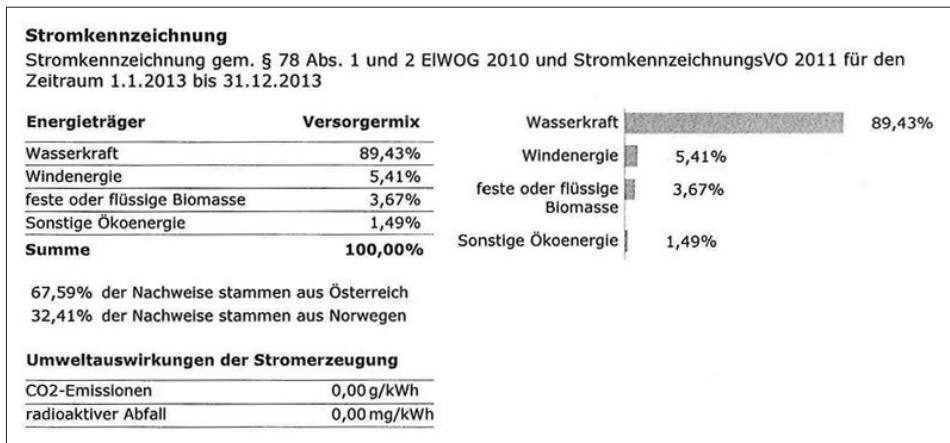 Stromkennzeichnung
Stromkennzeichnung gem. § 78 Abs. 1 und 2 ElWOG 2010 und StromkennzeichnungsVO 2011 für den
Zeitraum 1.1.2013 bis 31.12.2013
Energieträger Versorgermix
Wasserkraft 89,43%
Windenergie 5,41%
feste oder flüssige Biomasse 3,67%
Sonstige Ökoenergie 1,49%
Summe 100,00%
Wasserkraft 89,43%
Windenergie 5,41%
feste oder flüssige 3,67%
Biomasse
Sonstige Ökoenergie 1,49%
67,59% der Nachweise stammen aus Österreich
32,41% der Nachweise stammen aus Norwegen
Umweltauswirkungen der Stromerzeugung
CO2-Emissionen 0,00 g/kWh
radioaktiver Abfall 0,00 mg/kWh